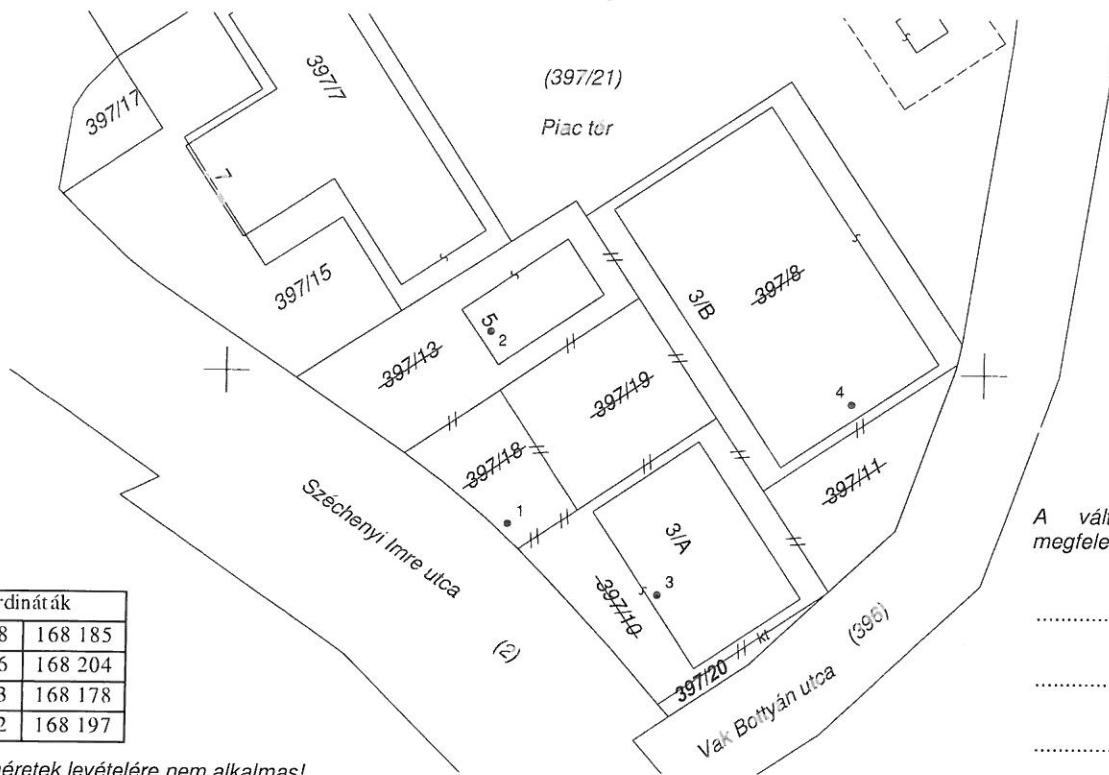 (397/21)
Piac tér
397/17
397/7
7
397/15
397/13
5
2
397/8
3/B
4
397/19
397/18
1
397/11
3/A
3
397/10
Széchenyi Imre utca
(2)
397/20
kt
Vak Bottyán utca
(396)
A vált
megfele
rdináták
8 168 185
6 168 204
3 168 178
2 168 197
méretek levételére nem alkalmas!